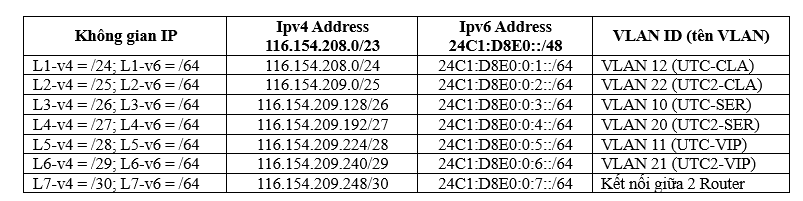 Không gian IP | Ipv4 Address 116.154.208.0/23 | Ipv6 Address 24C1:D8E0::/48 | VLAN ID (tên VLAN)
L1-v4 = /24; L1-v6 = /64 | 116.154.208.0/24 | 24C1:D8E0:0:1::/64 | VLAN 12 (UTC-CLA)
L2-v4 = /25; L2-v6 = /64 | 116.154.209.0/25 | 24C1:D8E0:0:2::/64 | VLAN 22 (UTC2-CLA)
L3-v4 = /26; L3-v6 = /64 | 116.154.209.128/26 | 24C1:D8E0:0:3::/64 | VLAN 10 (UTC-SER)
L4-v4 = /27; L4-v6 = /64 | 116.154.209.192/27 | 24C1:D8E0:0:4::/64 | VLAN 20 (UTC2-SER)
L5-v4 = /28; L5-v6 = /64 | 116.154.209.224/28 | 24C1:D8E0:0:5::/64 | VLAN 11 (UTC-VIP)
L6-v4 = /29; L6-v6 = /64 | 116.154.209.240/29 | 24C1:D8E0:0:6::/64 | VLAN 21 (UTC2-VIP)
L7-v4 = /30; L7-v6 = /64 | 116.154.209.248/30 | 24C1:D8E0:0:7::/64 | Kết nối giữa 2 Router